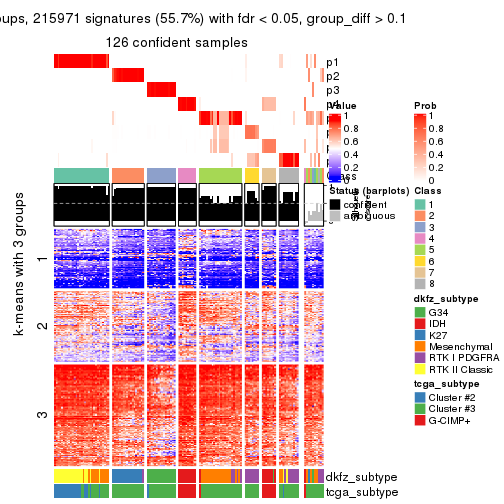 oups, 215971 signatures (55.7%) with fdr < 0.05, group_diff > 0.1
126 confident samples
p1
p2
p3
Value
1
0.8
0.6
0.4
0.2
0
Prob
1
0.8
0.6
0.4
0.2
0
Class
Status (barplots)
confident
ambiguous
Class
1
2
3
4
5
6
7
8
dkfz_subtype
G34
IDH
K27
Mesenchymal
RTK I PDGFRA
RTK II Classic
tcga_subtype
Cluster #2
Cluster #3
G-CIMP+
k-means with 3 groups
1
2
3
dkfz_subtype
tcga_subtype